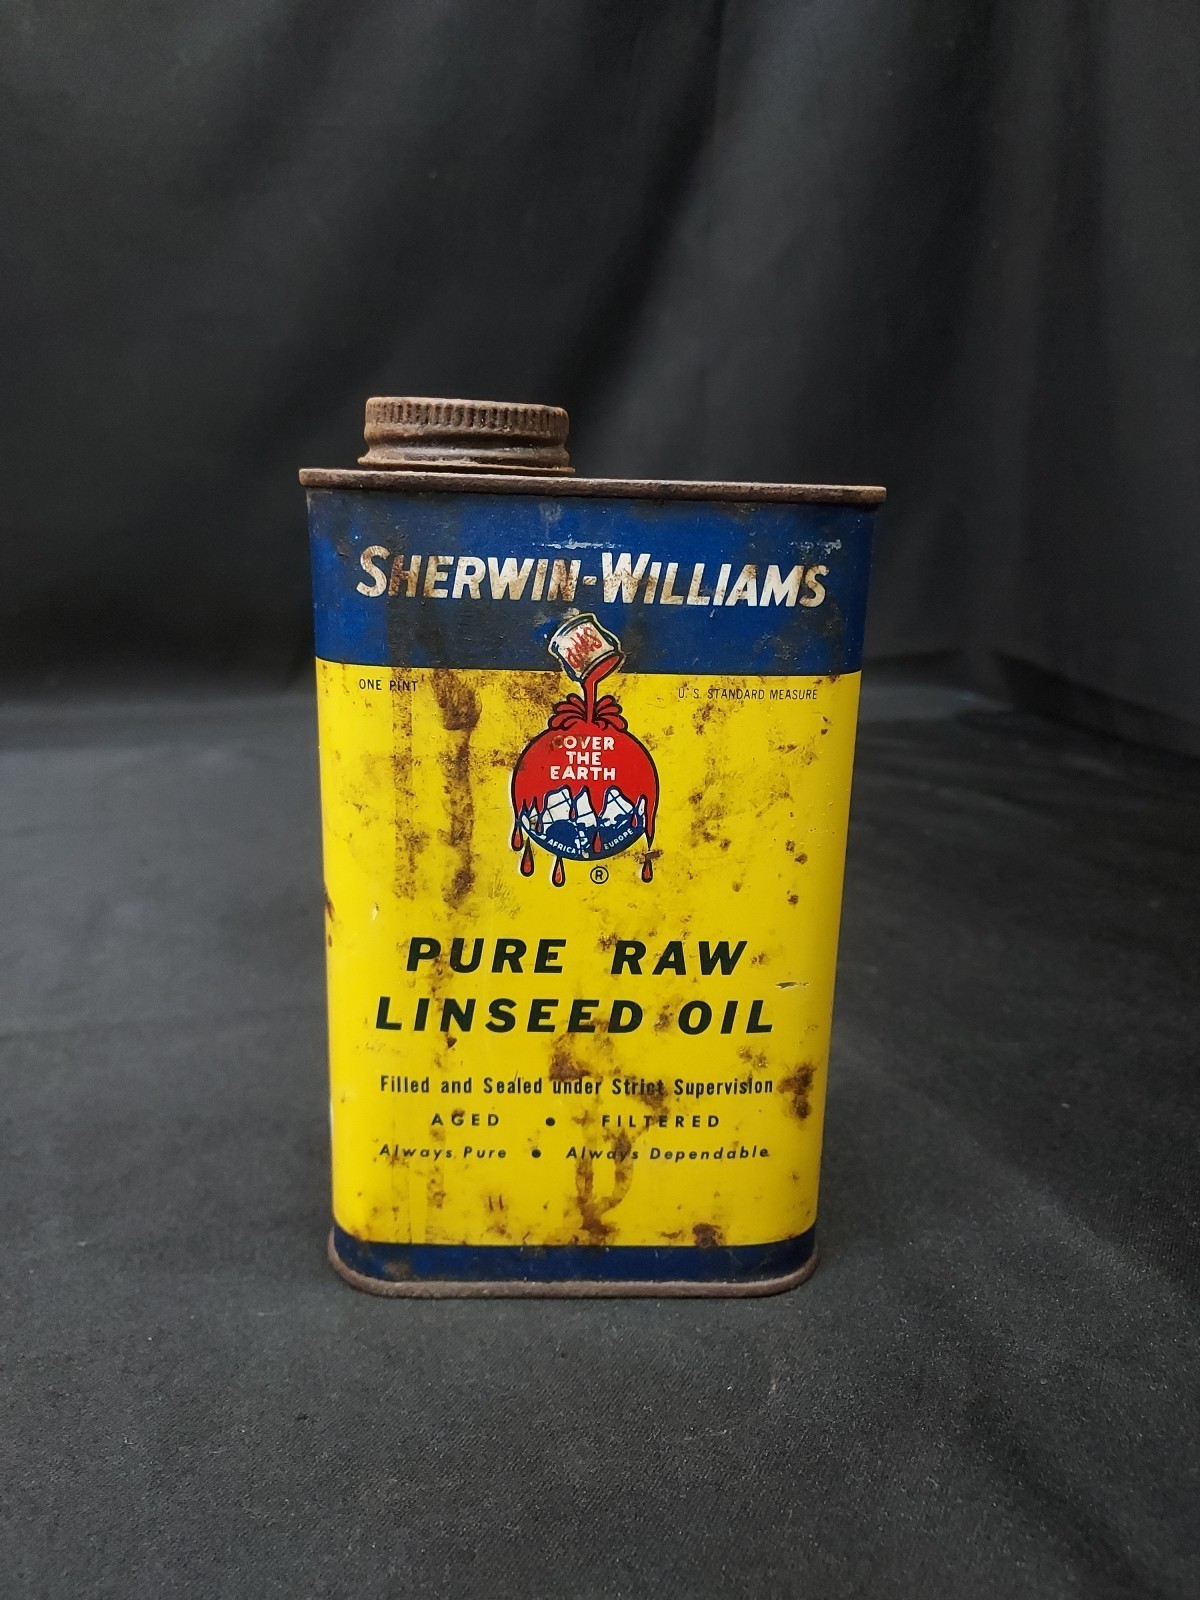 SHERWIN-WILLIAMS
SWP
ONE PINT
U. S. STANDARD MEASURE
COVER
THE
EARTH
AFRICA
EUROPE
®
PURE RAW
LINSEED OIL
Filled and Sealed under Strict Supervision
AGED • FILTERED
Always Pure • Always Dependable